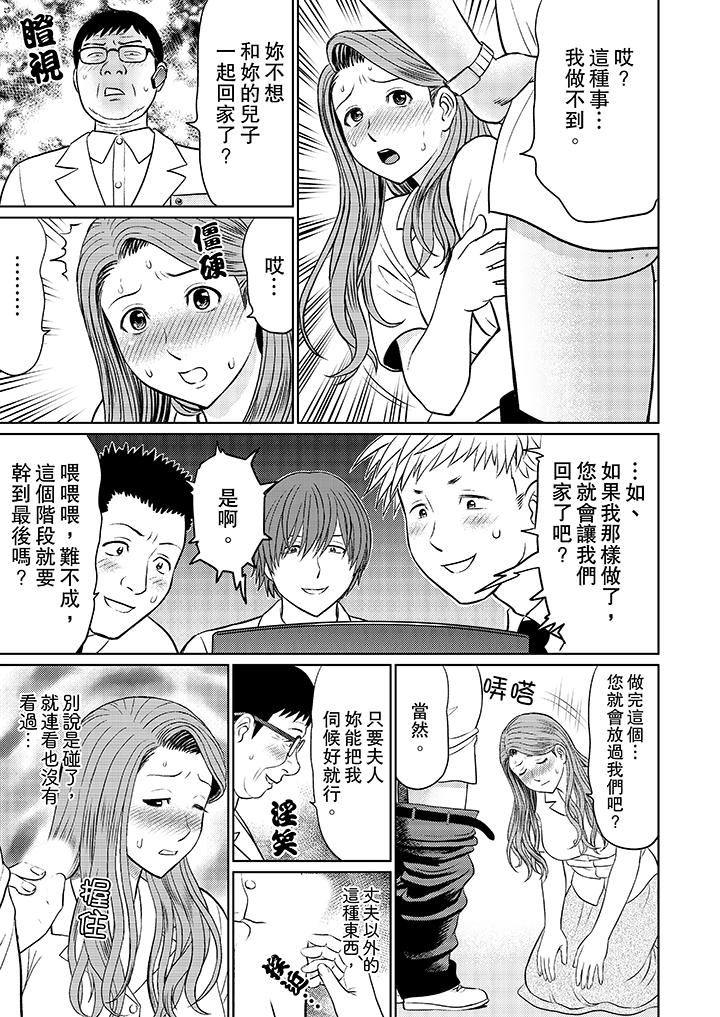 哎？
這種事…
我做不到。
妳不想
和妳的兒子
一起回家了？
瞪視
哎…
僵硬
………
…如、
如果我那樣做了，
您就會讓我們
回家了吧？
是啊。
喂喂喂，難不成，
這個階段就要
幹到最後嗎？
做完這個…
您就會放過我們吧？
嗒
當然。
只要夫人
妳能把我
伺候好就行。
淫笑
丈夫以外的
這種東西，
別說是碰了，
就連看也沒有
看過…
握住